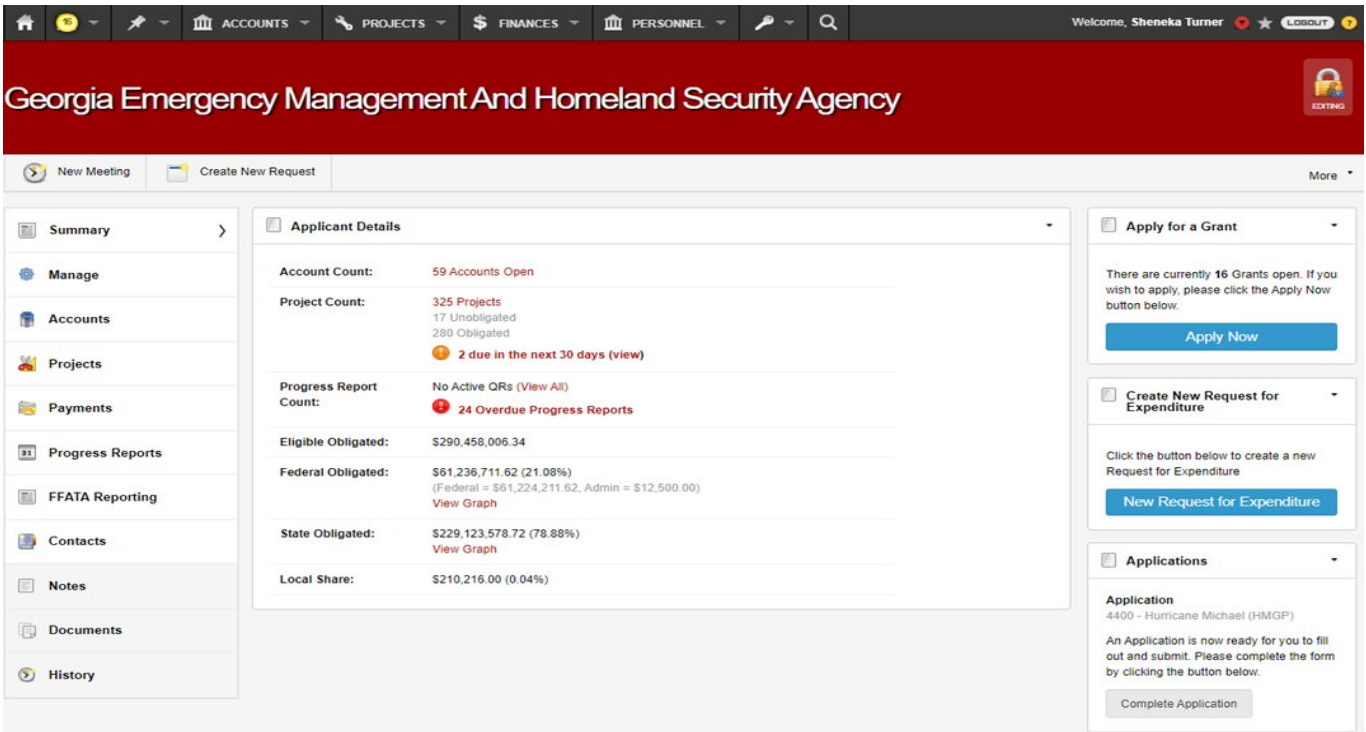 16 ACCOUNTS PROJECTS $ FINANCES PERSONNEL Welcome, Sheneka Turner LOGOUT ?
Georgia Emergency Management And Homeland Security Agency
EDITING
New Meeting Create New Request More
Summary
Manage
Accounts
Projects
Payments
31 Progress Reports
FFATA Reporting
Contacts
Notes
Documents
History
Applicant Details
Account Count: 59 Accounts Open
Project Count: 325 Projects
17 Unobligated
280 Obligated
2 due in the next 30 days (view)
Progress Report No Active QRs (View All)
Count:
24 Overdue Progress Reports
Eligible Obligated: $290,458,006.34
Federal Obligated: $61,236,711.62 (21.08%)
(Federal = $61,224,211.62, Admin = $12,500.00)
View Graph
State Obligated: $229,123,578.72 (78.88%)
View Graph
Local Share: $210,216.00 (0.04%)
Apply for a Grant
There are currently 16 Grants open. If you
wish to apply, please click the Apply Now
button below.
Apply Now
Create New Request for
Expenditure
Click the button below to create a new
Request for Expenditure
New Request for Expenditure
Applications
Application
4400 - Hurricane Michael (HMGP)
An Application is now ready for you to fill
out and submit. Please complete the form
by clicking the button below.
Complete Application